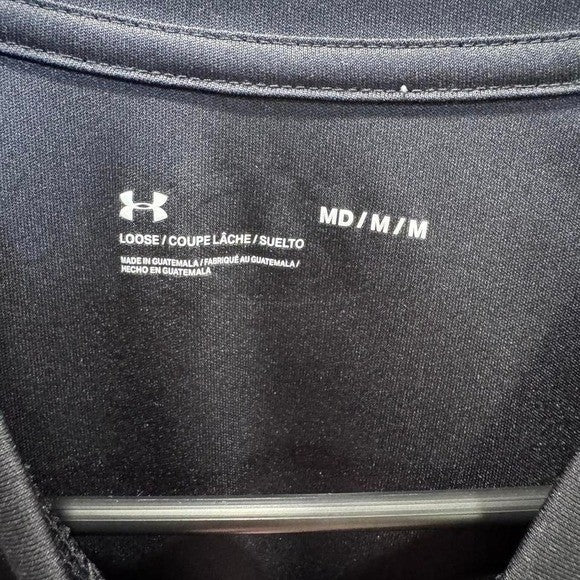 MD / M / M
LOOSE / COUPE LÂCHE / SUELTO
MADE IN GUATEMALA / FABRIQUÉ AU GUATEMALA /
HECHO EN GUATEMALA